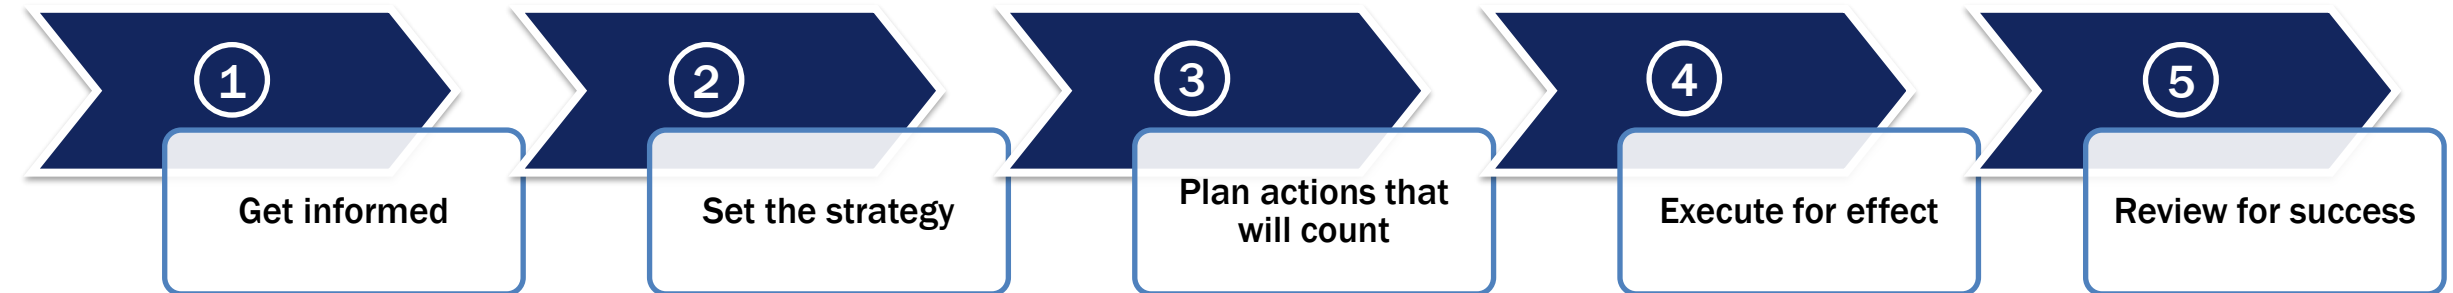 1
Get informed
2
Set the strategy
3
Plan actions that
will count
4
Execute for effect
5
Review for success